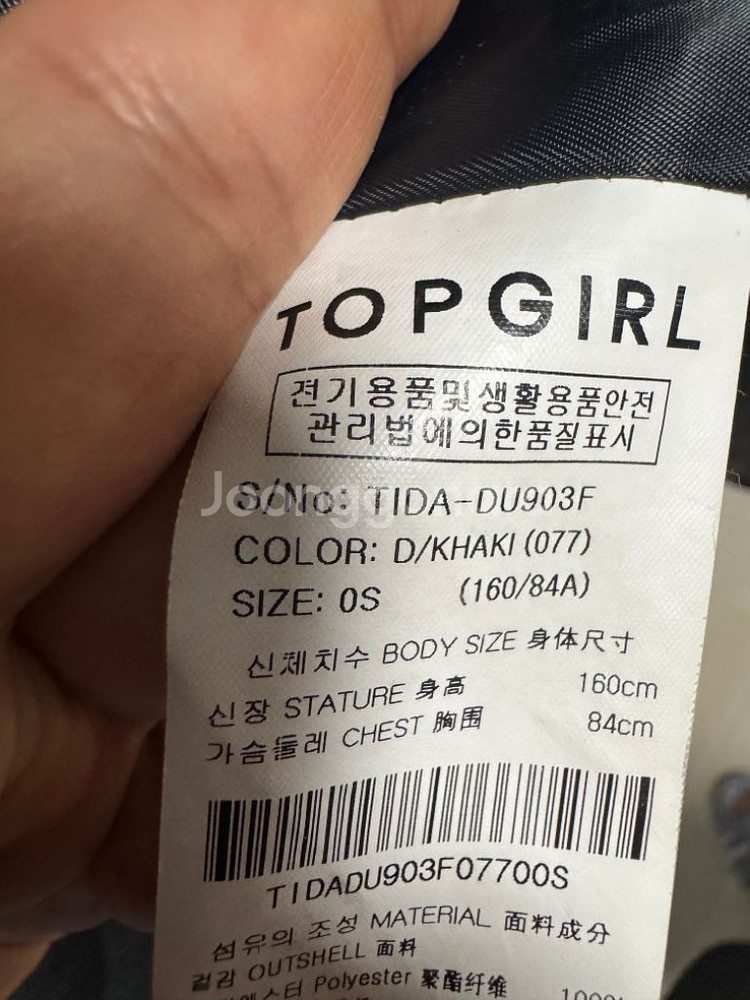 TOPGIRL
전기용품및생활용품안전
관리법에의한품질표시
S/No: TIDA-DU903F
COLOR: D/KHAKI (077)
SIZE: 0S (160/84A)
신체치수 BODY SIZE 身体尺寸
신장 STATURE 身高 160cm
가슴둘레 CHEST 胸围 84cm
TIDADU903F07700S
섬유의 조성 MATERIAL 面料成分
겉감 OUTSHELL 面料
Polyester 聚酯纤维